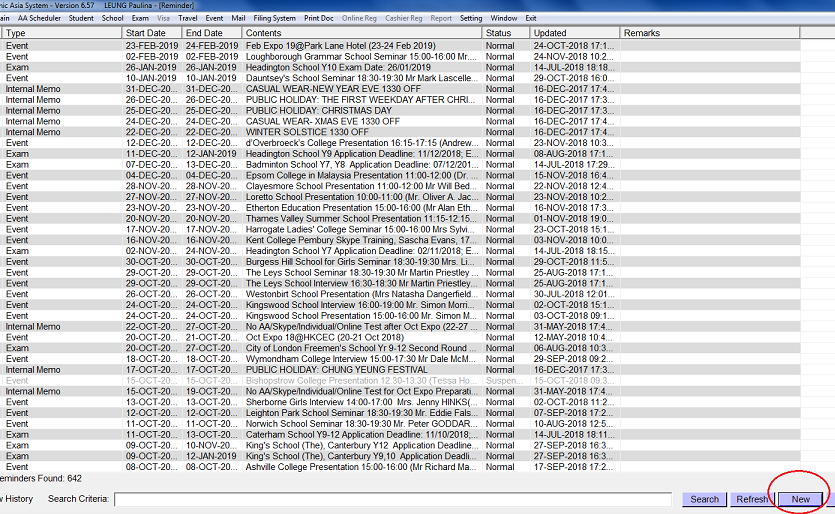 nic Asia System - Version 6.57 LEUNG Paulina - [Reminder]
ain AA Scheduler Student School Exam Visa Travel Event Mail Filing System Print Doc Online Reg Cashier Reg Report Setting Window Exit
Type Start Date End Date Contents Status Updated Remarks
Event 23-FEB-2019 24-FEB-2019 Feb Expo 19@Park Lane Hotel (23-24 Feb 2019) Normal 24-OCT-2018 17:1...
Event 02-FEB-2019 02-FEB-2019 Loughborough Grammar School Seminar 15:00-16:00 Mr.... Normal 24-NOV-2018 10:2...
Exam 26-JAN-2019 26-JAN-2019 Headington School Y10 Exam Date: 26/01/2019 Normal 14-JUL-2018 18:18...
Event 10-JAN-2019 10-JAN-2019 Dauntsey's School Seminar 18:30-19:30 Mr Mark Lascelle... Normal 29-OCT-2018 16:0...
Internal Memo 31-DEC-20... 31-DEC-20... CASUAL WEAR-NEW YEAR EVE 1330 OFF Normal 16-DEC-2017 17:4...
Internal Memo 26-DEC-20... 26-DEC-20... PUBLIC HOLIDAY: THE FIRST WEEKDAY AFTER CHRI... Normal 16-DEC-2017 17:3...
Internal Memo 25-DEC-20... 25-DEC-20... PUBLIC HOLIDAY: CHRISTMAS DAY Normal 16-DEC-2017 17:3...
Internal Memo 24-DEC-20... 24-DEC-20... CASUAL WEAR- XMAS EVE 1330 OFF Normal 16-DEC-2017 17:3...
Internal Memo 22-DEC-20... 22-DEC-20... WINTER SOLSTICE 1330 OFF Normal 16-DEC-2017 17:4...
Event 12-DEC-20... 12-DEC-20... d'Overbroeck's College Presentation 16:15-17:15 (Andrew... Normal 23-NOV-2018 10:3...
Exam 11-DEC-20... 12-JAN-2019 Headington School Y9 Application Deadline: 11/12/2018; E... Normal 08-AUG-2018 17:1...
Exam 07-DEC-20... 13-DEC-20... Badminton School Y7, Y8 Application Deadline: 07/12/201... Normal 14-JUL-2018 17:29...
Event 04-DEC-20... 04-DEC-20... Epsom College in Malaysia Presentation 11:00-12:00 (Dr. ... Normal 15-NOV-2018 16:4...
Event 28-NOV-20... 28-NOV-20... Clayesmore School Presentation 11:00-12:00 Mr Will Bed... Normal 22-NOV-2018 12:4...
Event 27-NOV-20... 27-NOV-20... Loretto School Presentation 10:00-11:00 (Mr. Oliver A. Jac... Normal 23-NOV-2018 10:2...
Event 23-NOV-20... 23-NOV-20... Etherton Education Presentation 15:00-16:00 (Mr Alan Eth... Normal 16-NOV-2018 17:3...
Event 20-NOV-20... 20-NOV-20... Thames Valley Summer School Presentation 11:15-12:15... Normal 01-NOV-2018 19:0...
Event 17-NOV-20... 17-NOV-20... Harrogate Ladies' College Seminar 15:00-16:00 Mrs Sylvi... Normal 23-OCT-2018 15:1...
Event 16-NOV-20... 16-NOV-20... Kent College Pembury Skype Training, Sascha Evans, 17... Normal 03-NOV-2018 10:0...
Exam 02-NOV-20... 24-NOV-20... Headington School Y7 Application Deadline: 02/11/2018; E... Normal 14-JUL-2018 18:15...
Event 30-OCT-20... 30-OCT-20... Burgess Hill School for Girls Seminar 18:30-19:30 Mrs. Li... Normal 29-OCT-2018 11:5...
Event 29-OCT-20... 29-OCT-20... The Leys School Seminar 18:30-19:30 Mr Martin Priestley ... Normal 25-AUG-2018 17:1...
Event 29-OCT-20... 29-OCT-20... The Leys School Interview 16:30-18:30 Mr Martin Priestley... Normal 25-AUG-2018 17:1...
Event 26-OCT-20... 26-OCT-20... Westonbirt School Presentation (Mrs Natasha Dangerfield... Normal 30-JUL-2018 12:01...
Event 24-OCT-20... 24-OCT-20... Kingswood School Interview 16:00-19:00 Mr. Simon Morri... Normal 02-OCT-2018 15:1...
Event 24-OCT-20... 24-OCT-20... Kingswood School Presentation 15:00-16:00 Mr. Simon ... Normal 03-OCT-2018 09:1...
Internal Memo 22-OCT-20... 27-OCT-20... No AA/Skype/Individual/Online Test after Oct Expo (22-27 ... Normal 31-MAY-2018 17:4...
Event 20-OCT-20... 21-OCT-20... Oct Expo 18@HKCEC (20-21 Oct 2018) Normal 12-MAY-2018 10:4...
Exam 20-OCT-20... 27-OCT-20... City of London Freemen's School Yr 9-12 Second Round ... Normal 06-AUG-2018 10:3...
Event 18-OCT-20... 18-OCT-20... Wymondham College Interview 15:00-17:30 Mr Dale McM... Normal 29-SEP-2018 09:2...
Internal Memo 17-OCT-20... 17-OCT-20... PUBLIC HOLIDAY: CHUNG YEUNG FESTIVAL Normal 16-DEC-2017 17:3...
Event 15-OCT-20... 15-OCT-20... Bishopstrow College Presentation 12:30-13:30 (Tessa Ho... Suspen... 15-OCT-2018 09:3...
Internal Memo 15-OCT-20... 19-OCT-20... No AA/Skype/Individual/Online Test for Oct Expo Preparati... Normal 31-MAY-2018 17:4...
Event 13-OCT-20... 13-OCT-20... Sherborne Girls Interview 14:00-17:00 Mrs. Jenny HINKS(... Normal 02-OCT-2018 11:2...
Event 12-OCT-20... 12-OCT-20... Leighton Park School Seminar 18:30-19:30 Mr. Eddie Fals... Normal 07-SEP-2018 17:2...
Event 11-OCT-20... 11-OCT-20... Norwich School Seminar 18:30-19:30 Mr. Peter GODDAR... Normal 10-AUG-2018 12:5...
Exam 11-OCT-20... 13-OCT-20... Caterham School Y9-12 Application Deadline: 11/10/2018;... Normal 14-JUL-2018 18:11...
Exam 09-OCT-20... 10-NOV-20... King's School (The), Canterbury Y12 Application Deadline... Normal 27-SEP-2018 16:3...
Exam 09-OCT-20... 12-JAN-2019 King's School (The), Canterbury Y9,10 Application Deadli... Normal 27-SEP-2018 16:3...
Event 08-OCT-20... 08-OCT-20... Ashville College Presentation 15:00-16:00 (Mr Richard Ma... Normal 17-SEP-2018 17:2...
eminders Found: 642
w History Search Criteria: Search Refresh New